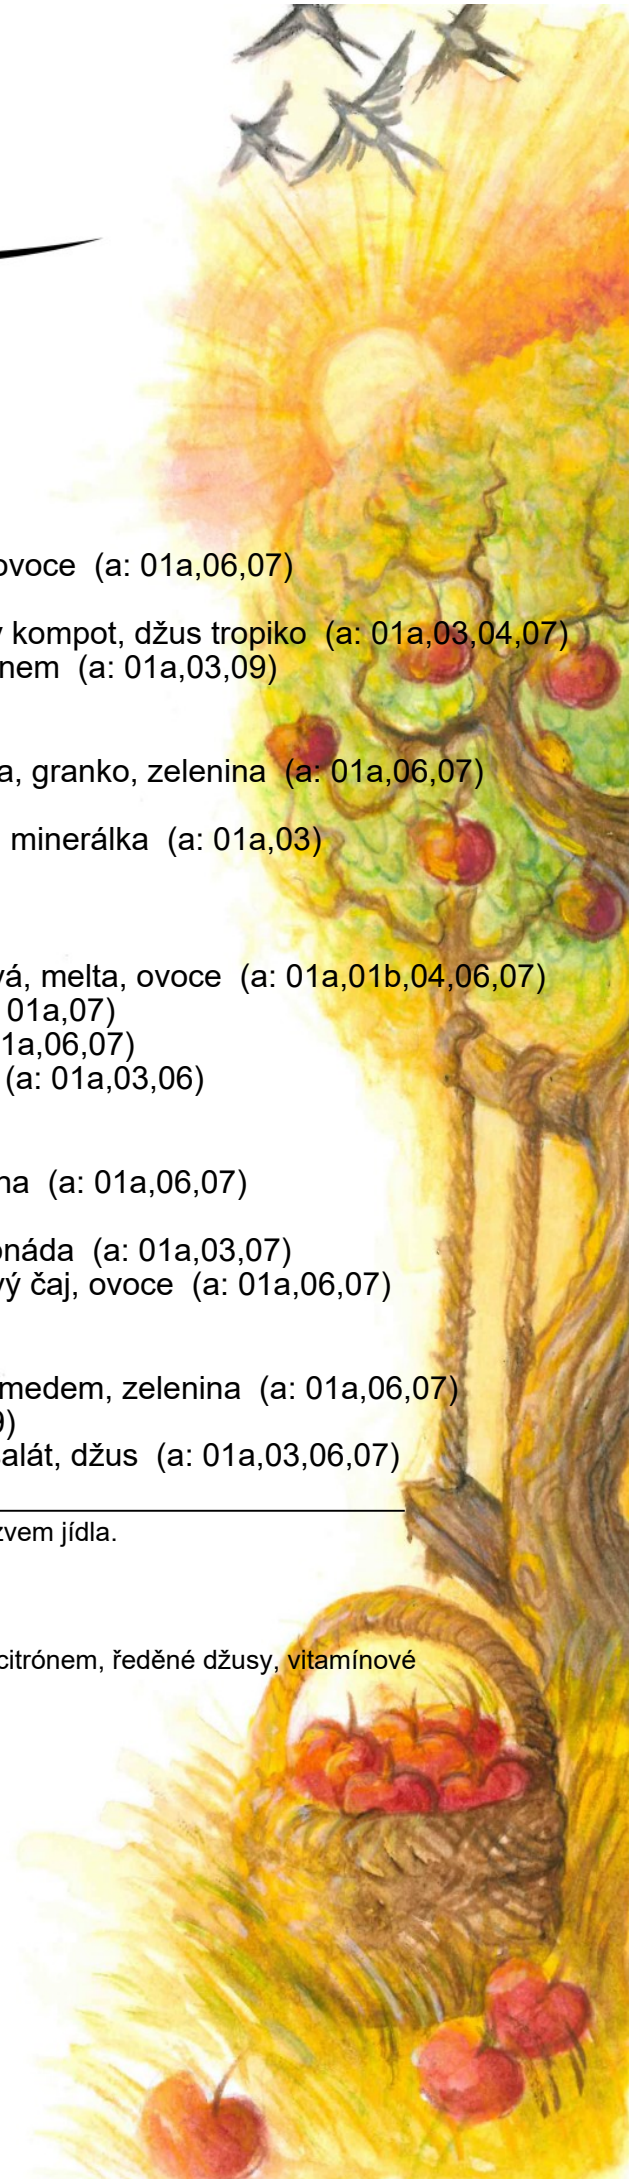 ovoce (a: 01a,06,07)
kompot, džus tropiko (a: 01a,03,04,07)
nem (a: 01a,03,09)
a, granko, zelenina (a: 01a,06,07)
minerálka (a: 01a,03)
vá, melta, ovoce (a: 01a,01b,04,06,07)
01a,07)
1a,06,07)
(a: 01a,03,06)
na (a: 01a,06,07)
onáda (a: 01a,03,07)
vý čaj, ovoce (a: 01a,06,07)
medem, zelenina (a: 01a,06,07)
9)
alát, džus (a: 01a,03,06,07)
zvem jídla.
citrónem, ředěné džusy, vitamínové